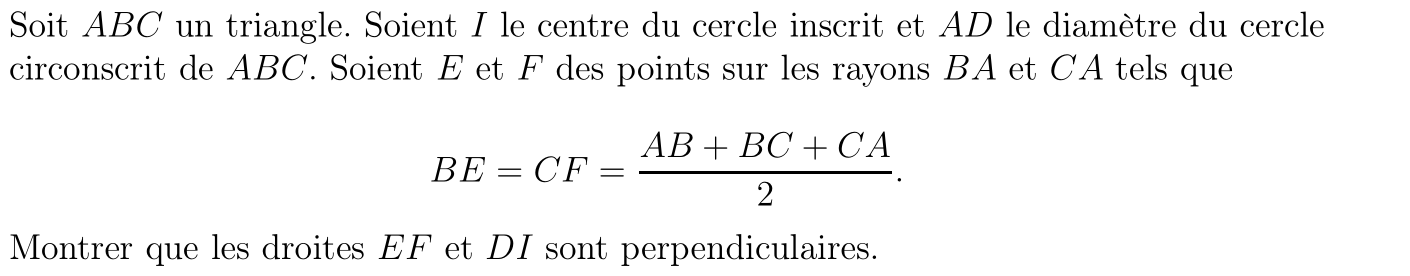 Soit ABC un triangle. Soient I le centre du cercle inscrit et AD le diamètre du cercle
circonscrit de ABC. Soient E et F des points sur les rayons BA et CA tels que
BE = CF = \frac{AB + BC + CA}{2}.
Montrer que les droites EF et DI sont perpendiculaires.